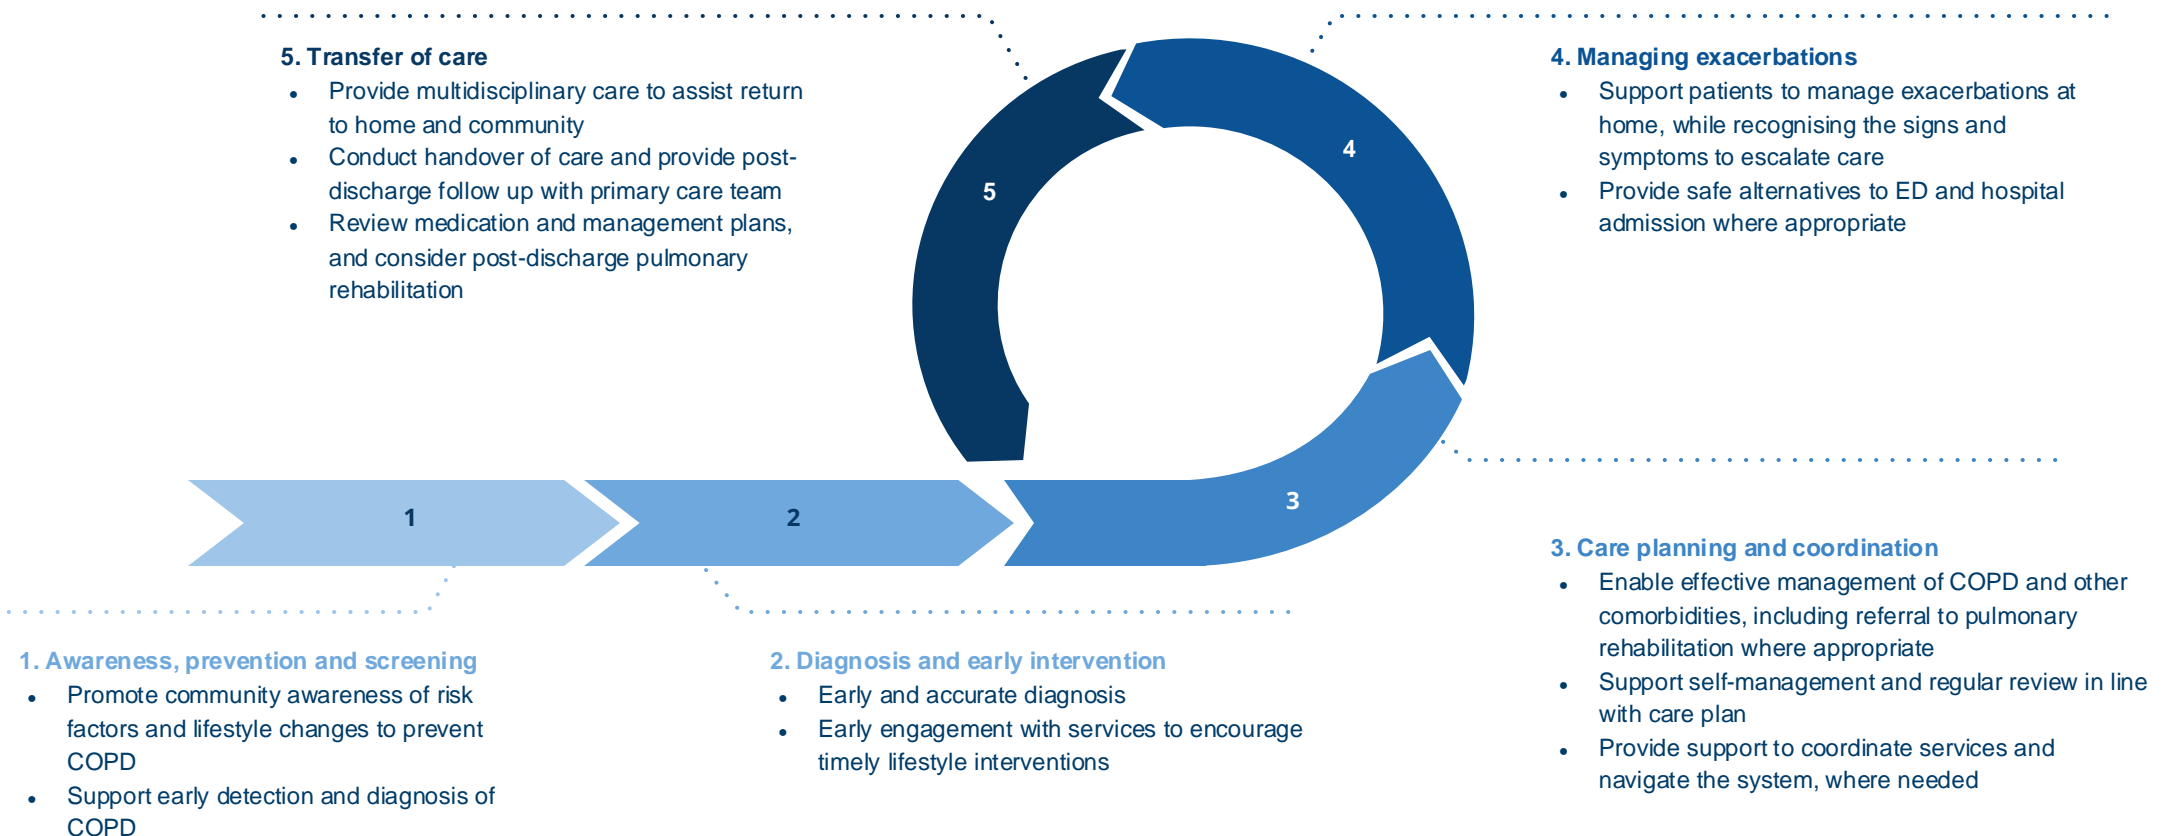 5. Transfer of care
• Provide multidisciplinary care to assist return
to home and community
• Conduct handover of care and provide post-
discharge follow up with primary care team
• Review medication and management plans,
and consider post-discharge pulmonary
rehabilitation
4. Managing exacerbations
• Support patients to manage exacerbations at
home, while recognising the signs and
symptoms to escalate care
• Provide safe alternatives to ED and hospital
admission where appropriate
4
5
3
1
2
3. Care planning and coordination
• Enable effective management of COPD and other
comorbidities, including referral to pulmonary
rehabilitation where appropriate
• Support self-management and regular review in line
with care plan
• Provide support to coordinate services and
navigate the system, where needed
1. Awareness, prevention and screening
• Promote community awareness of risk
factors and lifestyle changes to prevent
COPD
• Support early detection and diagnosis of
COPD
2. Diagnosis and early intervention
• Early and accurate diagnosis
• Early engagement with services to encourage
timely lifestyle interventions